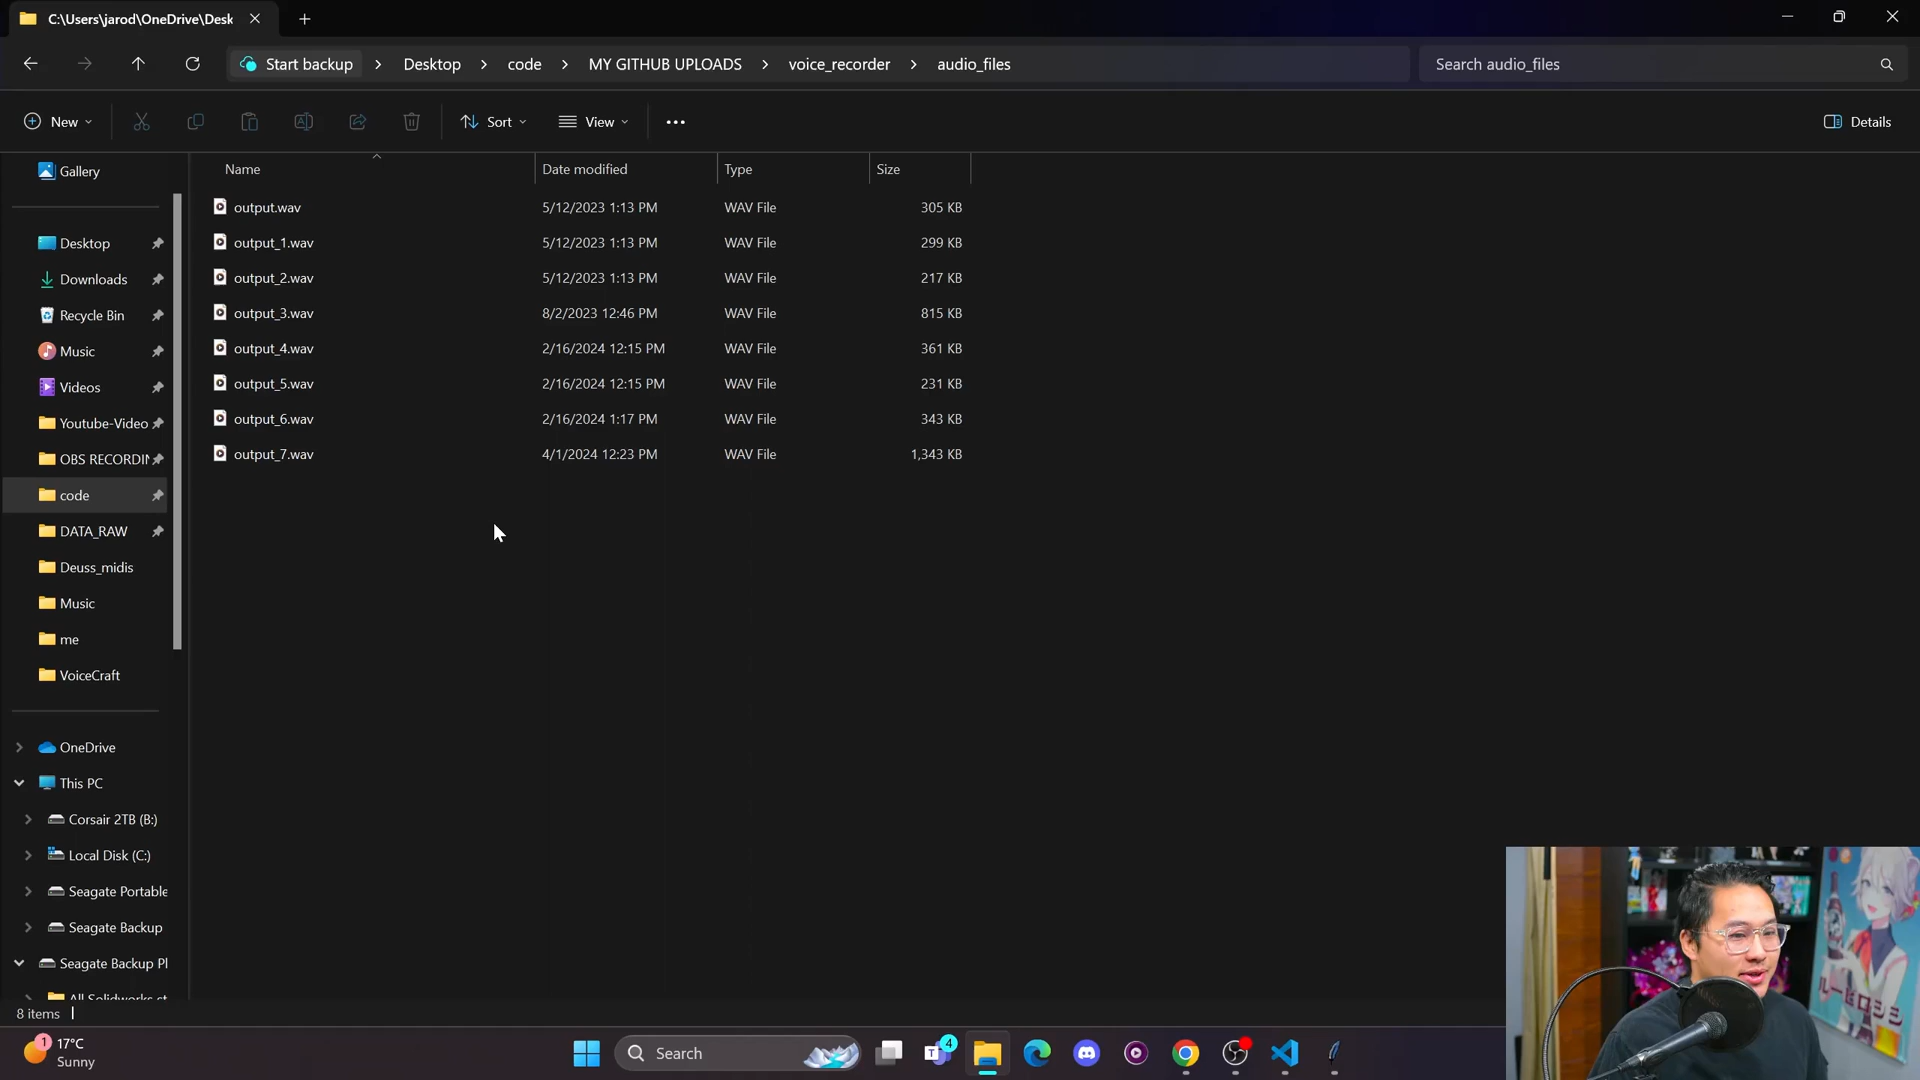 C:\Users\jarod\OneDrive\Desk
Start backup > Desktop > code > MY GITHUB UPLOADS > voice_recorder > audio_files
Search audio_files
New
Sort
View
Details
Name Date modified Type Size
output.wav 5/12/2023 1:13 PM WAV File 305 KB
output_1.wav 5/12/2023 1:13 PM WAV File 299 KB
output_2.wav 5/12/2023 1:13 PM WAV File 217 KB
output_3.wav 8/2/2023 12:46 PM WAV File 815 KB
output_4.wav 2/16/2024 12:15 PM WAV File 361 KB
output_5.wav 2/16/2024 12:15 PM WAV File 231 KB
output_6.wav 2/16/2024 1:17 PM WAV File 343 KB
output_7.wav 4/1/2024 12:23 PM WAV File 1,343 KB
Gallery
Desktop
Downloads
Recycle Bin
Music
Videos
Youtube-Video
OBS RECORDIN
code
DATA_RAW
Deuss_midis
Music
me
VoiceCraft
OneDrive
This PC
Corsair 2TB (B:)
Local Disk (C:)
Seagate Portable
Seagate Backup
Seagate Backup Pl
All Solidworks st
8 items
1
17°C
Sunny
Search
4